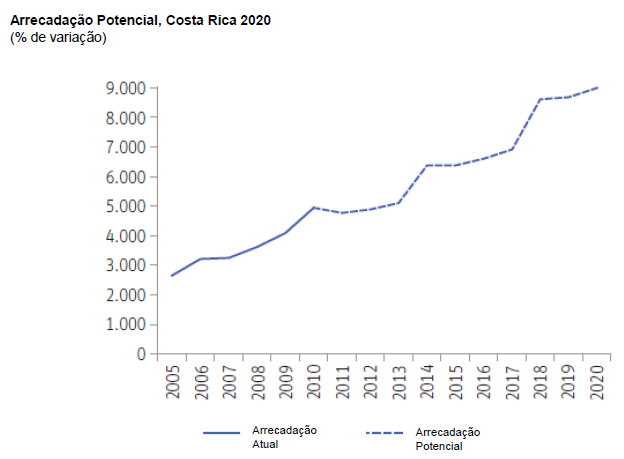 Arrecadação Potencial, Costa Rica 2020
(% de variação)
9.000
8.000
7.000
6.000
5.000
4.000
3.000
2.000
1.000
0
2005 2006 2007 2008 2009 2010 2011 2012 2013 2014 2015 2016 2017 2018 2019 2020
Arrecadação Atual
Arrecadação Potencial